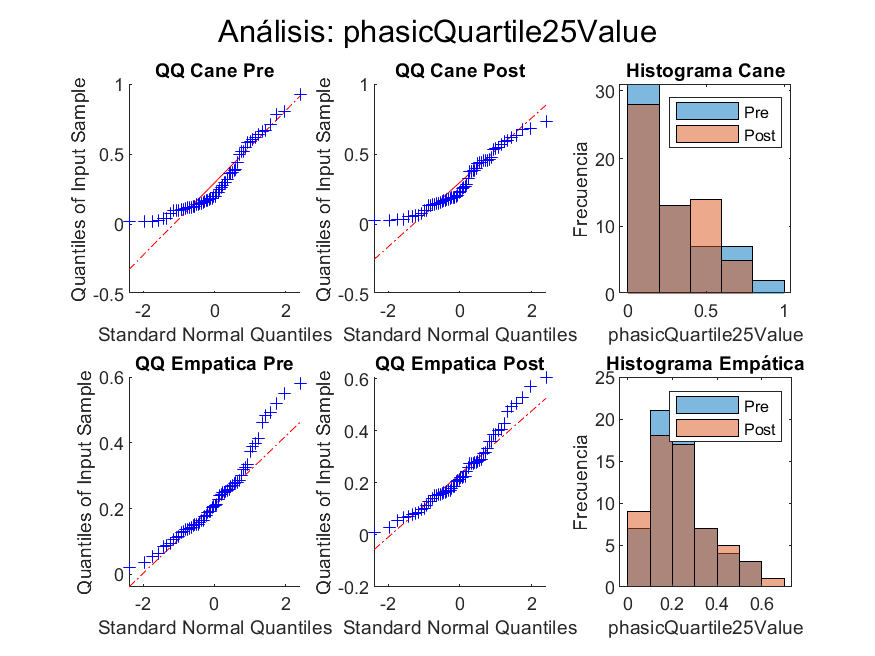 Análisis: phasicQuartile25Value
QQ Cane Pre
Quantiles of Input Sample
1
0.5
0
-0.5
-2
0
2
Standard Normal Quantiles
QQ Cane Post
Quantiles of Input Sample
1
0.5
0
-0.5
-2
0
2
Standard Normal Quantiles
Histograma Cane
Frecuencia
30
20
10
0
Pre
Post
0
0.5
1
phasicQuartile25Value
QQ Empatica Pre
Quantiles of Input Sample
0.6
0.4
0.2
0
-2
0
2
Standard Normal Quantiles
QQ Empatica Post
Quantiles of Input Sample
0.6
0.4
0.2
0
-0.2
-2
0
2
Standard Normal Quantiles
Histograma Empática
Frecuencia
25
20
15
10
5
0
Pre
Post
0
0.2
0.4
0.6
phasicQuartile25Value